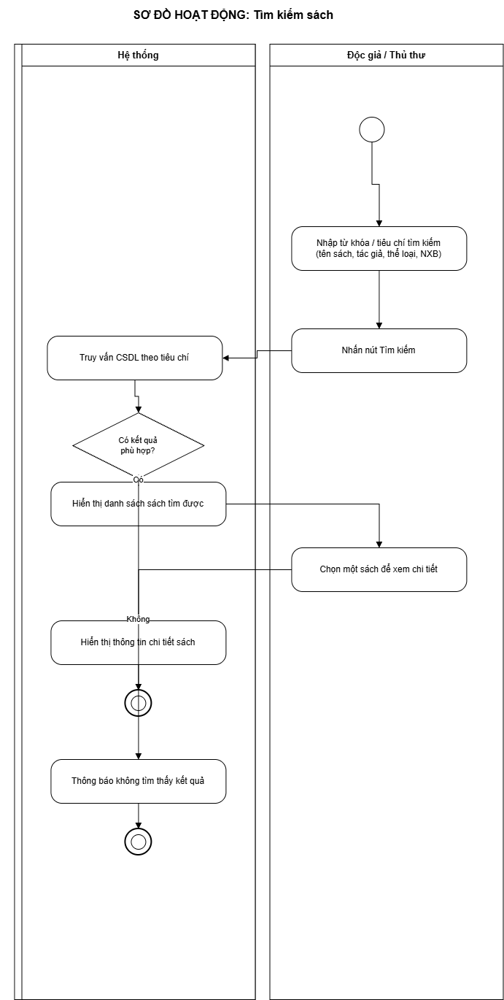 SƠ ĐỒ HOẠT ĐỘNG: Tìm kiếm sách
Hệ thống
Độc giả / Thủ thư
Nhập từ khóa / tiêu chí tìm kiếm
(tên sách, tác giả, thể loại, NXB)
Nhấn nút Tìm kiếm
Truy vấn CSDL theo tiêu chí
Có kết quả
phù hợp?
Có
Hiển thị danh sách sách tìm được
Chọn một sách để xem chi tiết
Không
Hiển thị thông tin chi tiết sách
Thông báo không tìm thấy kết quả